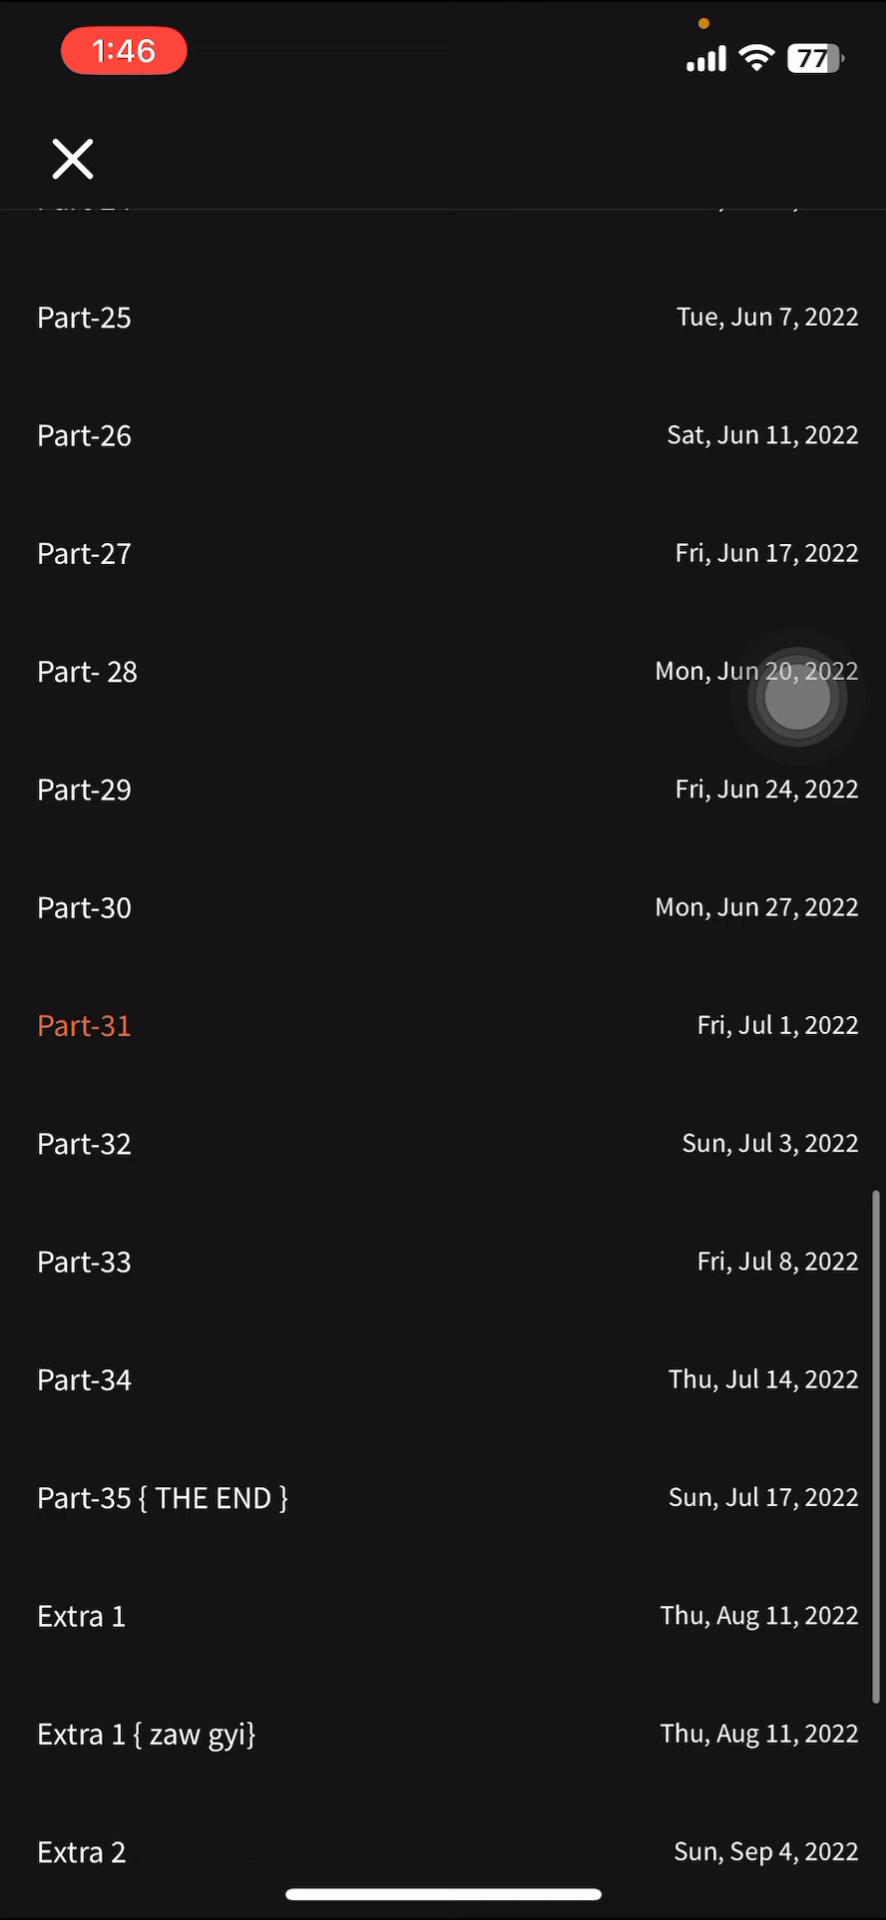 1:46
77
Part-25 Tue, Jun 7, 2022
Part-26 Sat, Jun 11, 2022
Part-27 Fri, Jun 17, 2022
Part- 28 Mon, Jun 20, 2022
Part-29 Fri, Jun 24, 2022
Part-30 Mon, Jun 27, 2022
Part-31 Fri, Jul 1, 2022
Part-32 Sun, Jul 3, 2022
Part-33 Fri, Jul 8, 2022
Part-34 Thu, Jul 14, 2022
Part-35 { THE END } Sun, Jul 17, 2022
Extra 1 Thu, Aug 11, 2022
Extra 1 { zaw gyi} Thu, Aug 11, 2022
Extra 2 Sun, Sep 4, 2022